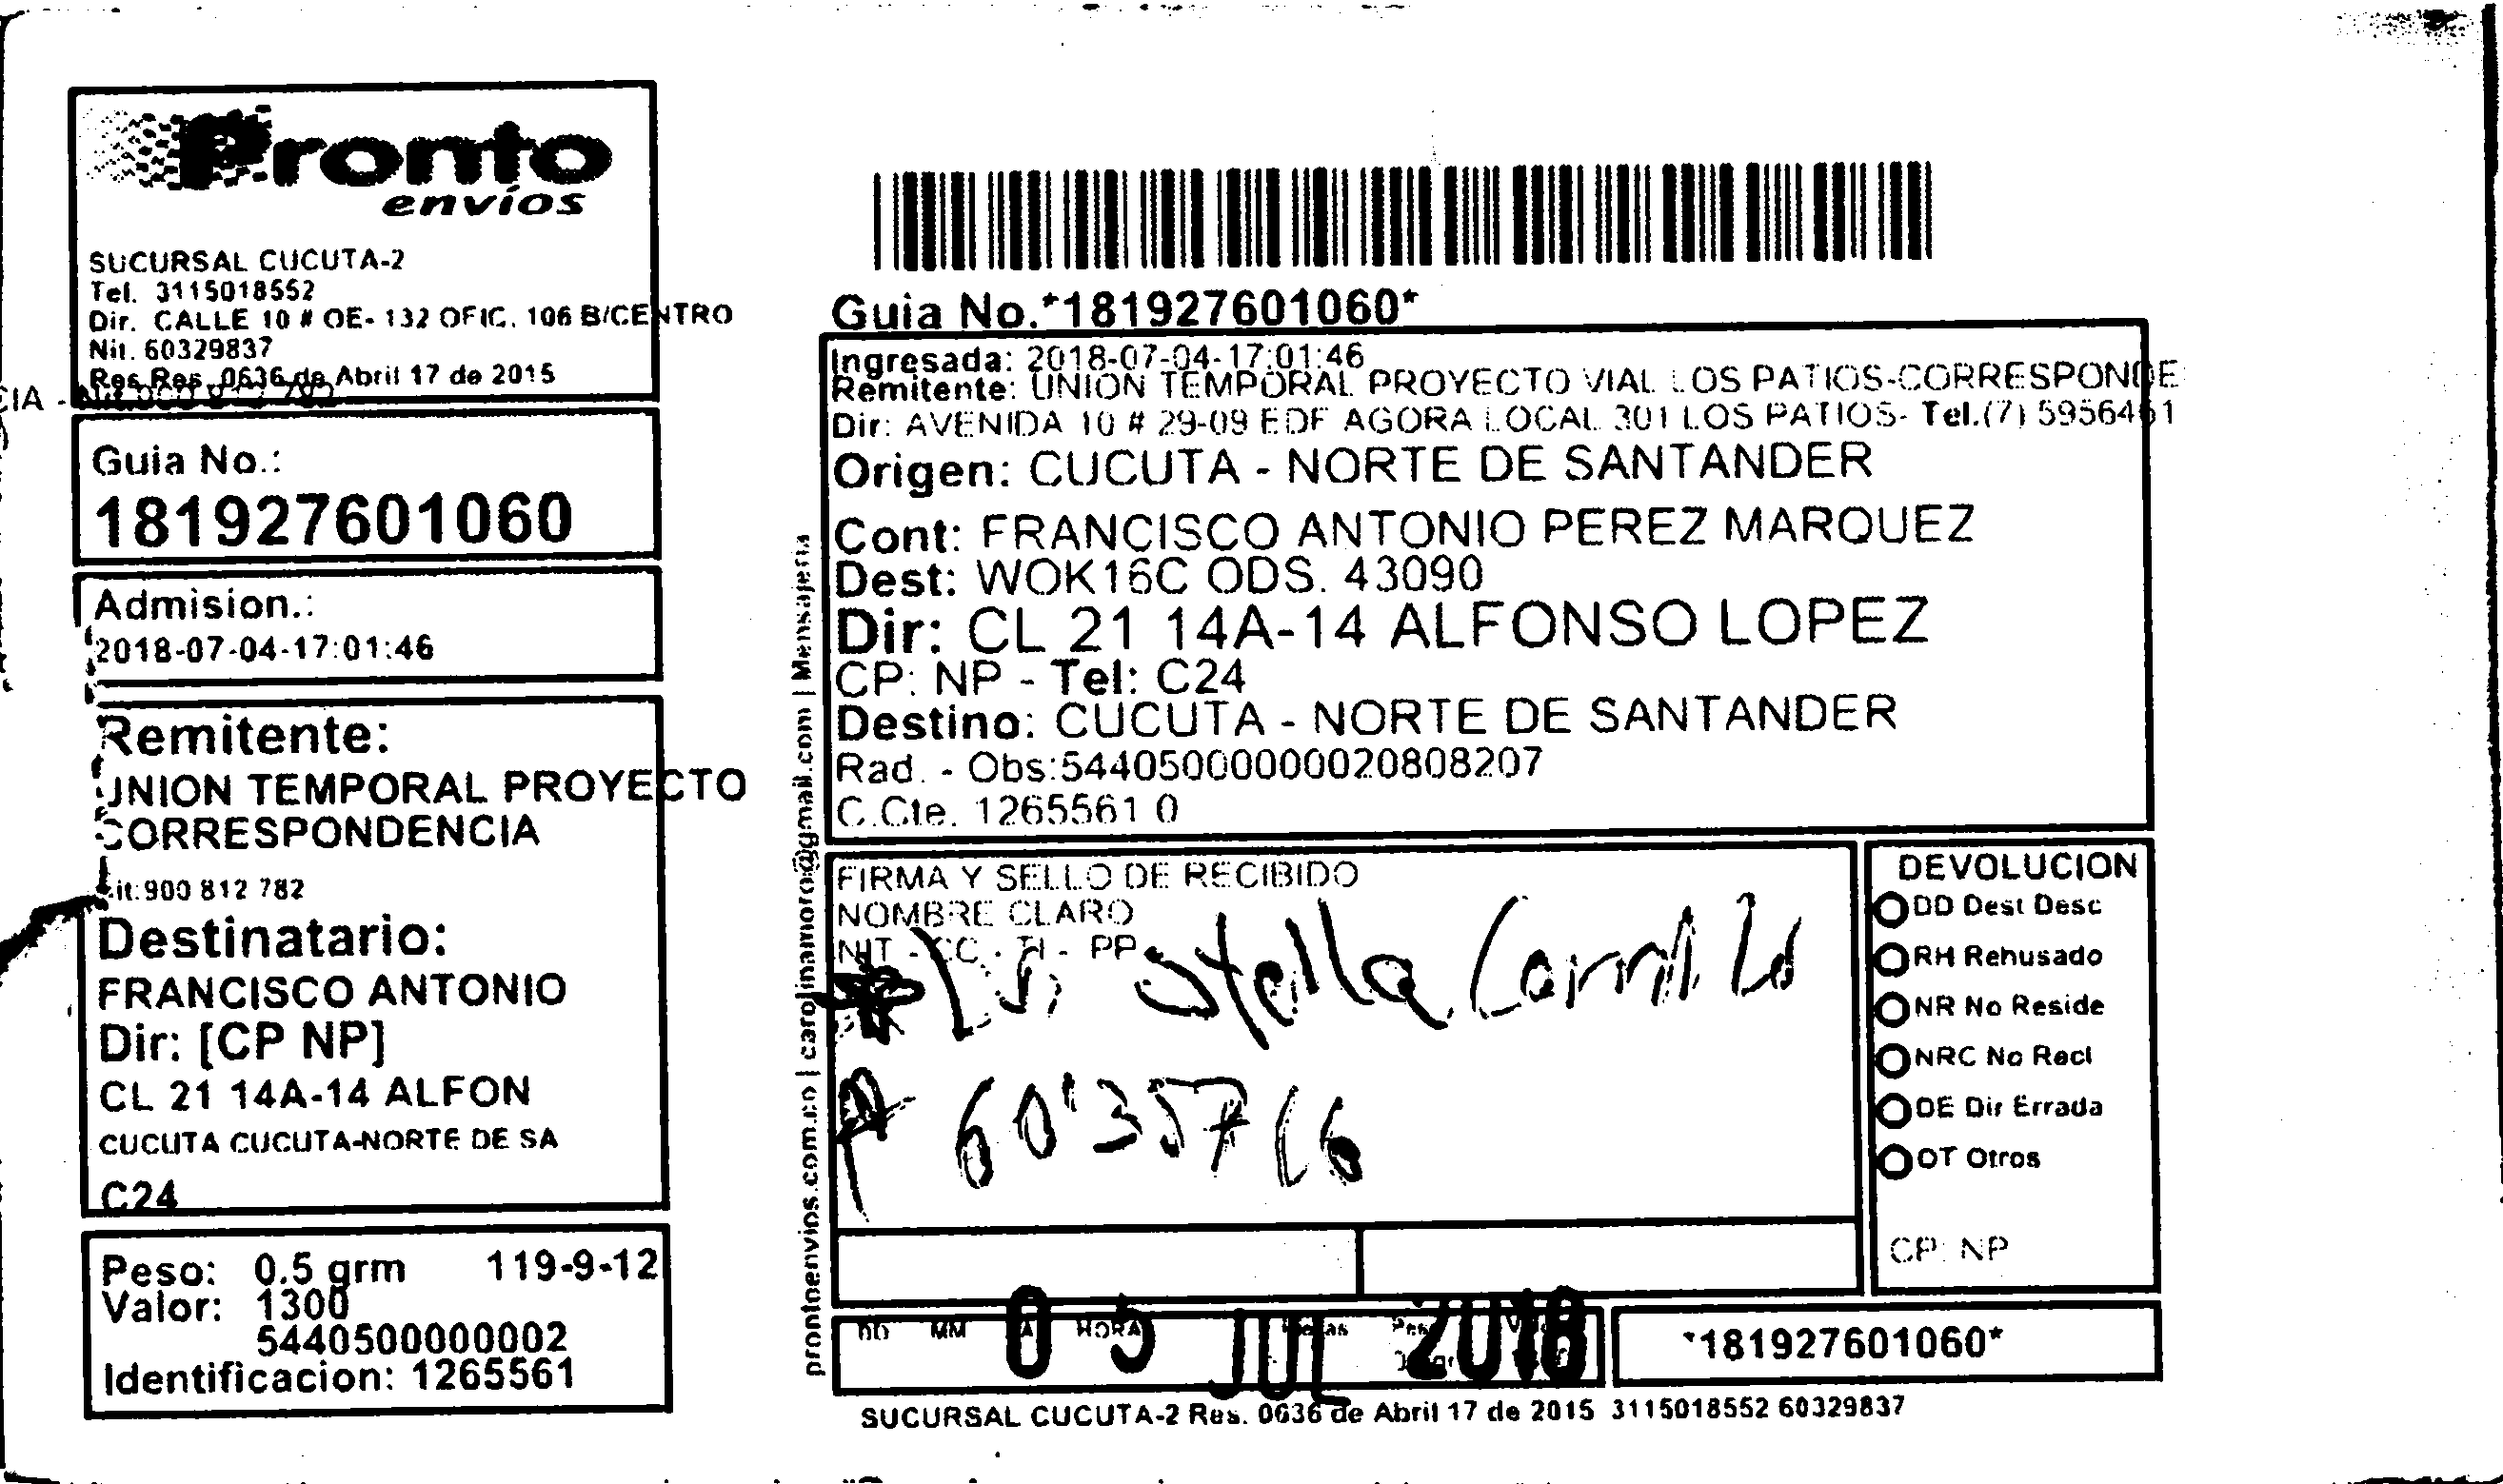 Pronto
envíos
SUCURSAL CUCUTA-2
Tel. 3115018552
Dir. CALLE 10 # OE- 132 OFIC. 106 B/CENTRO
Nit. 60329837
Res Res. 0636 de Abril 17 de 2015
CIA -
Guia No.:
181927601060
Admision.:
2018-07-04-17:01:46
Remitente:
UNION TEMPORAL PROYECTO
CORRESPONDENCIA
Nit:900 812 782
Destinatario:
FRANCISCO ANTONIO
Dir: [CP NP]
CL 21 14A-14 ALFON
CUCUTA CUCUTA-NORTE DE SA
C24
Peso: 0.5 grm 119-9-12
Valor: 1300
5440500000002
Identificacion: 1265561
prontoenvios.com.co | carolinamoro@gmail.com | Mensajeria
Guia No.*181927601060*
Ingresada: 2018-07-04-17:01:46
Remitente: UNION TEMPORAL PROYECTO VIAL LOS PATIOS-CORRESPONDE
Dir: AVENIDA 10 # 29-09 EDF AGORA LOCAL 301 LOS PATIOS- Tel.(7) 5956461
Origen: CUCUTA - NORTE DE SANTANDER
Cont: FRANCISCO ANTONIO PEREZ MARQUEZ
Dest: WOK16C ODS. 43090
Dir: CL 21 14A-14 ALFONSO LOPEZ
CP: NP - Tel: C24
Destino: CUCUTA - NORTE DE SANTANDER
Rad. - Obs:544050000000020808207
C.Cte. 1265561 0
FIRMA Y SELLO DE RECIBIDO
NOMBRE CLARO
NIT - CC - TI - PP
Stella
DEVOLUCION
DD Dest Desc
RH Rehusado
NR No Reside
NRC No Recl
DE Dir Errada
OT Otros
CP: NP
DD MM HORA
05 JUL 2018
*181927601060*
SUCURSAL CUCUTA-2 Res. 0636 de Abril 17 de 2015 3115018552 60329837